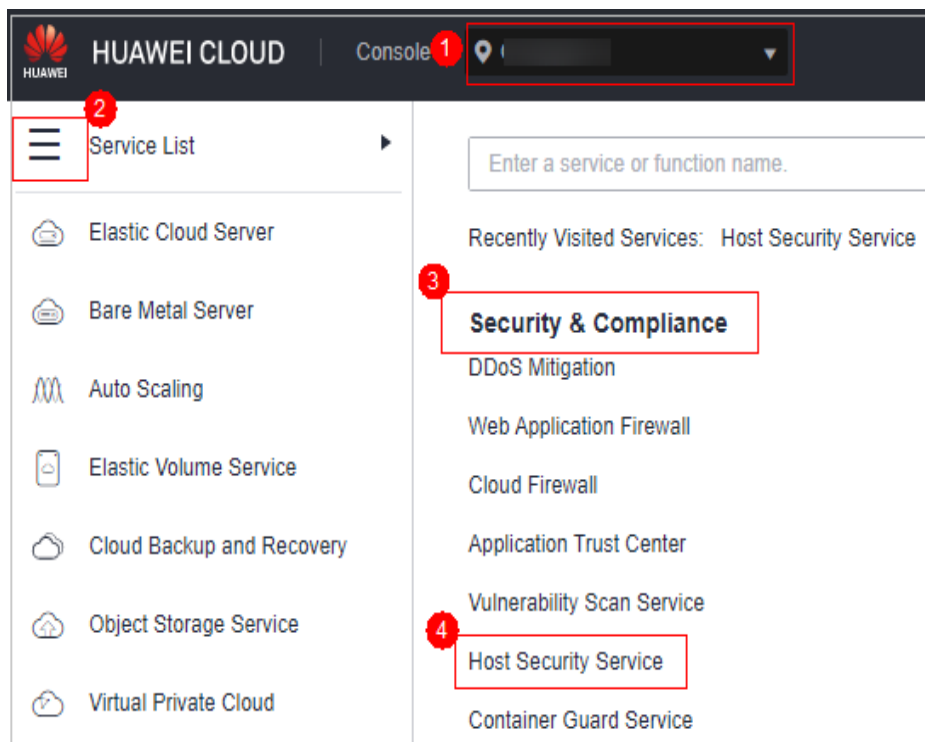 HUAWEI
HUAWEI CLOUD
Console
1
2
Service List
Enter a service or function name.
Elastic Cloud Server
Recently Visited Services: Host Security Service
3
Bare Metal Server
Security & Compliance
DDoS Mitigation
Auto Scaling
Web Application Firewall
Elastic Volume Service
Cloud Firewall
Cloud Backup and Recovery
Application Trust Center
Vulnerability Scan Service
Object Storage Service
4
Host Security Service
Virtual Private Cloud
Container Guard Service